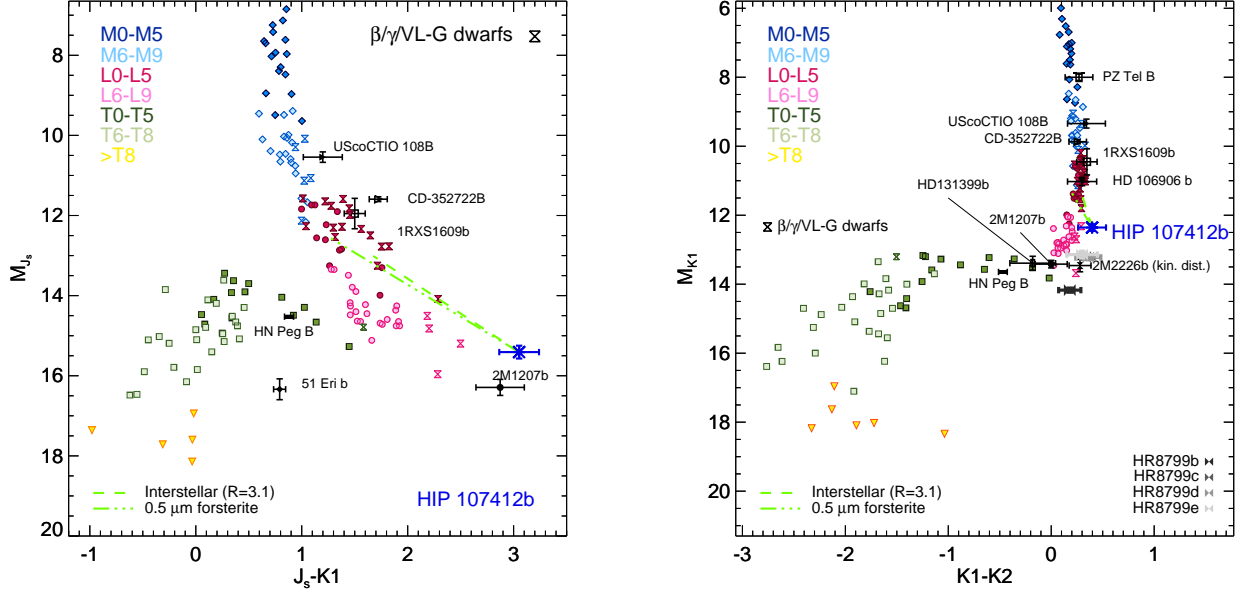 M0-M5
M6-M9
L0-L5
L6-L9
T0-T5
T6-T8
>T8
β/γ/VL-G dwarfs
UScoCTIO 108B
CD-352722B
1RXS1609b
HN Peg B
51 Eri b
2M1207b
Interstellar (R=3.1)
0.5 μm forsterite
HIP 107412b
8
10
12
14
16
18
20
M_Js
-1
0
1
2
3
J_s-K1
M0-M5
M6-M9
L0-L5
L6-L9
T0-T5
T6-T8
>T8
PZ Tel B
UScoCTIO 108B
CD-352722B
1RXS1609b
HD131399b
HD 106906 b
2M1207b
β/γ/VL-G dwarfs
HIP 107412b
2M2226b (kin. dist.)
HN Peg B
HR8799b
HR8799c
HR8799d
HR8799e
Interstellar (R=3.1)
0.5 μm forsterite
6
8
10
12
14
16
18
20
M_K1
-3
-2
-1
0
1
K1-K2